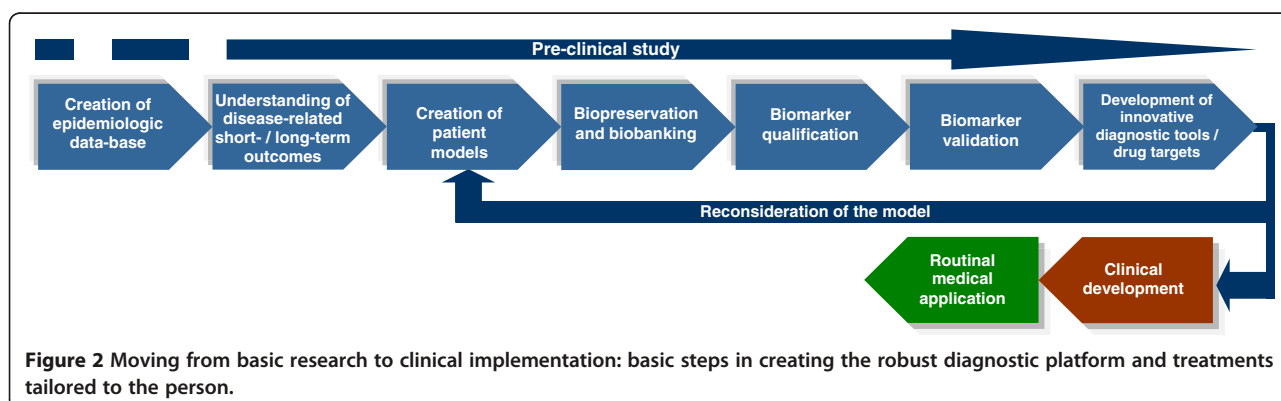 Pre-clinical study
Creation of
epidemiologic
data-base
Understanding of
disease-related
short- / long-term
outcomes
Creation of
patient
models
Biopreservation
and biobanking
Biomarker
qualification
Biomarker
validation
Development of
innovative
diagnostic tools /
drug targets
Reconsideration of the model
Routinal
medical
application
Clinical
development
Figure 2 Moving from basic research to clinical implementation: basic steps in creating the robust diagnostic platform and treatments
tailored to the person.